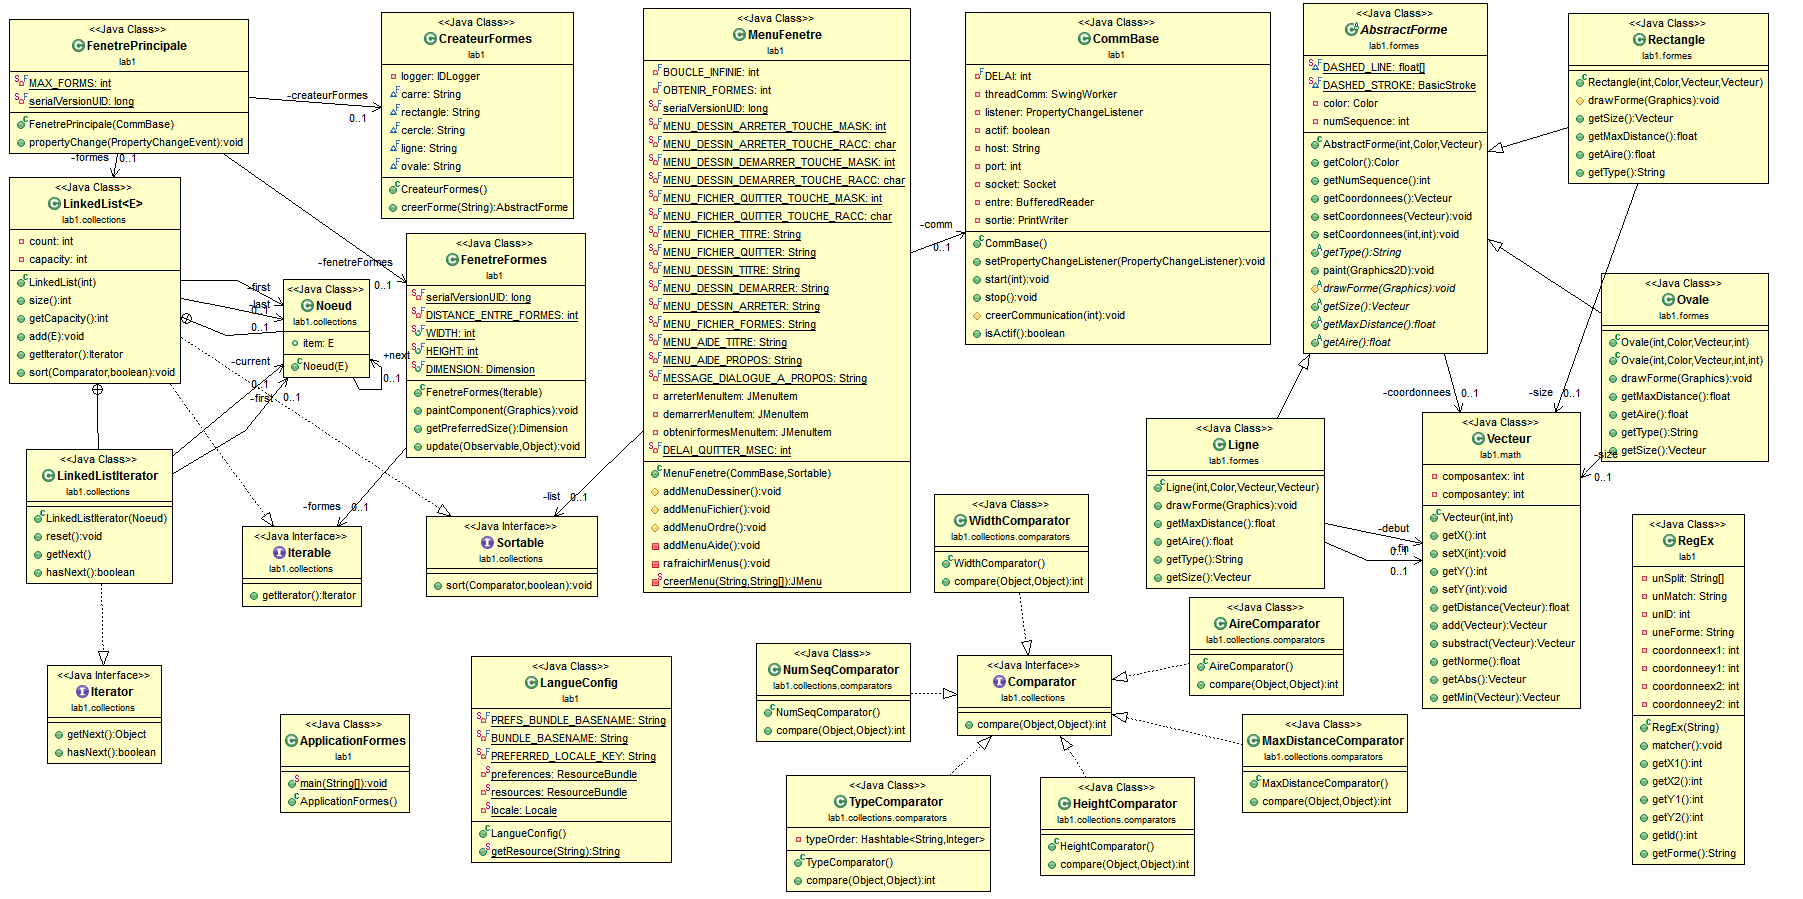 <<Java Class>>
FenetrePrincipale
lab1
MAX_FORMS: int
serialVersionUID: long
FenetrePrincipale(CommBase)
propertyChange(PropertyChangeEvent):void
-createurFormes
0..1
-formes
0..1
<<Java Class>>
CreateurFormes
lab1
logger: IDLogger
carre: String
rectangle: String
cercle: String
ligne: String
ovale: String
CreateurFormes()
creerForme(String):AbstractForme
<<Java Class>>
MenuFenetre
lab1
BOUCLE_INFINIE: int
OBTENIR_FORMES: int
serialVersionUID: long
MENU_DESSIN_ARRETER_TOUCHE_MASK: int
MENU_DESSIN_ARRETER_TOUCHE_RACC: char
MENU_DESSIN_DEMARRER_TOUCHE_MASK: int
MENU_DESSIN_DEMARRER_TOUCHE_RACC: char
MENU_FICHIER_QUITTER_TOUCHE_MASK: int
MENU_FICHIER_QUITTER_TOUCHE_RACC: char
MENU_FICHIER_TITRE: String
MENU_FICHIER_QUITTER: String
MENU_DESSIN_TITRE: String
MENU_DESSIN_DEMARRER: String
MENU_DESSIN_ARRETER: String
MENU_FICHIER_FORMES: String
MENU_AIDE_TITRE: String
MENU_AIDE_PROPOS: String
MESSAGE_DIALOGUE_A_PROPOS: String
arreterMenuItem: JMenuItem
demarrerMenuItem: JMenuItem
obtenirformesMenuItem: JMenuItem
DELAI_QUITTER_MSEC: int
MenuFenetre(CommBase,Sortable)
addMenuDessiner():void
addMenuFichier():void
addMenuOrdre():void
addMenuAide():void
rafraichirMenus():void
creerMenu(String,String[]):JMenu
-comm
0..1
-list
0..1
<<Java Class>>
CommBase
lab1
DELAI: int
threadComm: SwingWorker
listener: PropertyChangeListener
actif: boolean
host: String
port: int
socket: Socket
entre: BufferedReader
sortie: PrintWriter
CommBase()
setPropertyChangeListener(PropertyChangeListener):void
start(int):void
stop():void
creerCommunication(int):void
isActif():boolean
<<Java Class>>
AbstractForme
lab1.formes
DASHED_LINE: float[]
DASHED_STROKE: BasicStroke
color: Color
numSequence: int
AbstractForme(int,Color,Vecteur)
getColor():Color
getNumSequence():int
getCoordonnees():Vecteur
setCoordonnees(Vecteur):void
setCoordonnees(int,int):void
getType():String
paint(Graphics2D):void
drawForme(Graphics):void
getSize():Vecteur
getMaxDistance():float
getAire():float
-coordonnees
0..1
<<Java Class>>
Rectangle
lab1.formes
Rectangle(int,Color,Vecteur,Vecteur)
drawForme(Graphics):void
getSize():Vecteur
getMaxDistance():float
getAire():float
getType():String
-size
0..1
<<Java Class>>
LinkedList<E>
lab1.collections
count: int
capacity: int
LinkedList(int)
size():int
getCapacity():int
add(E):void
getIterator():Iterator
sort(Comparator,boolean):void
-first
-last
0..1
0..1
<<Java Class>>
Noeud
lab1.collections
item: E
Noeud(E)
+next
0..1
-current
0..1
-first
0..1
-fenetreFormes
0..1
<<Java Class>>
FenetreFormes
lab1
serialVersionUID: long
DISTANCE_ENTRE_FORMES: int
WIDTH: int
HEIGHT: int
DIMENSION: Dimension
FenetreFormes(Iterable)
paintComponent(Graphics):void
getPreferredSize():Dimension
update(Observable,Object):void
-formes
0..1
<<Java Class>>
Ovale
lab1.formes
Ovale(int,Color,Vecteur,int)
Ovale(int,Color,Vecteur,int,int)
drawForme(Graphics):void
getMaxDistance():float
getAire():float
getType():String
getSize():Vecteur
-size
0..1
<<Java Class>>
LinkedListIterator
lab1.collections
LinkedListIterator(Noeud)
reset():void
getNext()
hasNext():boolean
<<Java Interface>>
Iterable
lab1.collections
getIterator():Iterator
<<Java Interface>>
Sortable
lab1.collections
sort(Comparator,boolean):void
<<Java Class>>
WidthComparator
lab1.collections.comparators
WidthComparator()
compare(Object,Object):int
<<Java Class>>
Ligne
lab1.formes
Ligne(int,Color,Vecteur,Vecteur)
drawForme(Graphics):void
getMaxDistance():float
getAire():float
getType():String
getSize():Vecteur
-debut
0..1
-fin
0..1
<<Java Class>>
Vecteur
lab1.math
composantex: int
composantey: int
Vecteur(int,int)
getX():int
setX(int):void
getY():int
setY(int):void
getDistance(Vecteur):float
add(Vecteur):Vecteur
substract(Vecteur):Vecteur
getNorme():float
getAbs():Vecteur
getMin(Vecteur):Vecteur
<<Java Class>>
RegEx
lab1
unSplit: String[]
unMatch: String
unID: int
uneForme: String
coordonneex1: int
coordonneey1: int
coordonneex2: int
coordonneey2: int
RegEx(String)
matcher():void
getX1():int
getX2():int
getY1():int
getY2():int
getId():int
getForme():String
<<Java Interface>>
Iterator
lab1.collections
getNext():Object
hasNext():boolean
<<Java Class>>
ApplicationFormes
lab1
main(String[]):void
ApplicationFormes()
<<Java Class>>
LangueConfig
lab1
PREFS_BUNDLE_BASENAME: String
BUNDLE_BASENAME: String
PREFERRED_LOCALE_KEY: String
preferences: ResourceBundle
resources: ResourceBundle
locale: Locale
LangueConfig()
getResource(String):String
<<Java Class>>
NumSeqComparator
lab1.collections.comparators
NumSeqComparator()
compare(Object,Object):int
<<Java Interface>>
Comparator
lab1.collections
compare(Object,Object):int
<<Java Class>>
AireComparator
lab1.collections.comparators
AireComparator()
compare(Object,Object):int
<<Java Class>>
MaxDistanceComparator
lab1.collections.comparators
MaxDistanceComparator()
compare(Object,Object):int
<<Java Class>>
TypeComparator
lab1.collections.comparators
typeOrder: Hashtable<String,Integer>
TypeComparator()
compare(Object,Object):int
<<Java Class>>
HeightComparator
lab1.collections.comparators
HeightComparator()
compare(Object,Object):int